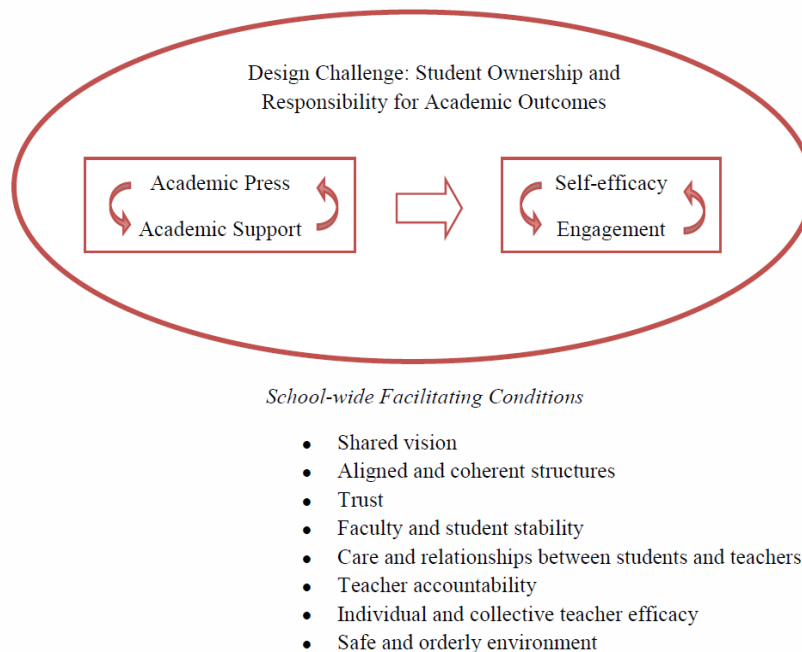 Design Challenge: Student Ownership and
Responsibility for Academic Outcomes
Academic Press
Academic Support
Self-efficacy
Engagement
School-wide Facilitating Conditions
● Shared vision
● Aligned and coherent structures
● Trust
● Faculty and student stability
● Care and relationships between students and teachers
● Teacher accountability
● Individual and collective teacher efficacy
● Safe and orderly environment